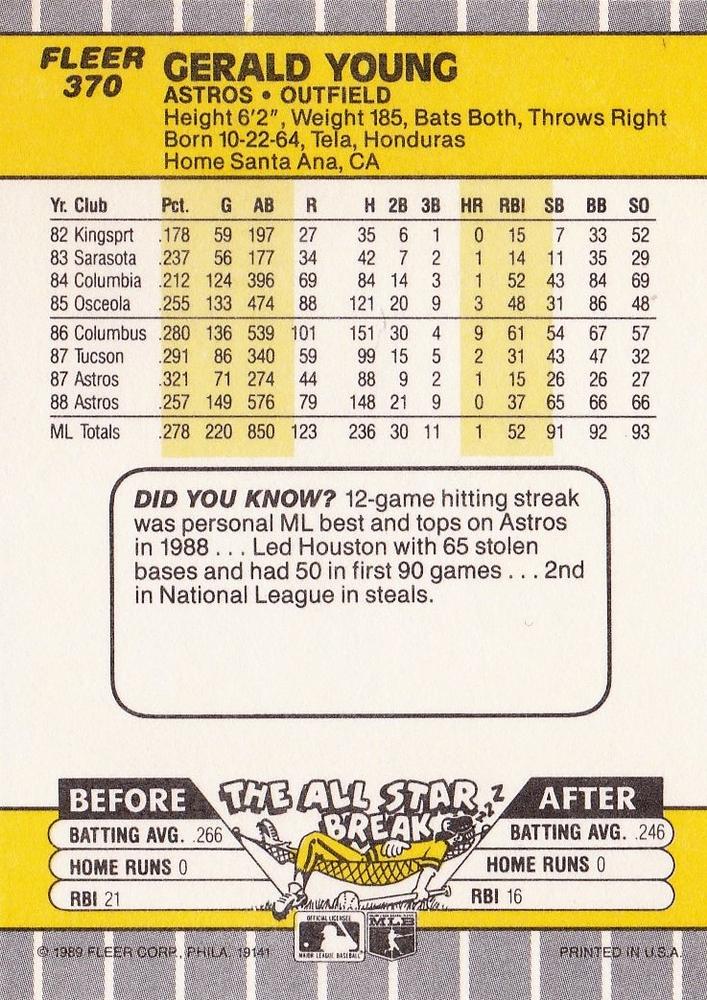 FLEER
370
GERALD YOUNG
ASTROS • OUTFIELD
Height 6'2", Weight 185, Bats Both, Throws Right
Born 10-22-64, Tela, Honduras
Home Santa Ana, CA
Yr. Club Pct. G AB R H 2B 3B HR RBI SB BB SO
82 Kingsprt .178 59 197 27 35 6 1 0 15 7 33 52
83 Sarasota .237 56 177 34 42 7 2 1 14 11 35 29
84 Columbia .212 124 396 69 84 14 3 1 52 43 84 69
85 Osceola .255 133 474 88 121 20 9 3 48 31 86 48
86 Columbus .280 136 539 101 151 30 4 9 61 54 67 57
87 Tucson .291 86 340 59 99 15 5 2 31 43 47 32
87 Astros .321 71 274 44 88 9 2 1 15 26 26 27
88 Astros .257 149 576 79 148 21 9 0 37 65 66 66
ML Totals .278 220 850 123 236 30 11 1 52 91 92 93
DID YOU KNOW? 12-game hitting streak
was personal ML best and tops on Astros
in 1988 . . . Led Houston with 65 stolen
bases and had 50 in first 90 games . . . 2nd
in National League in steals.
THE ALL STAR
BREAK
ZZZ
BEFORE
BATTING AVG. .266
HOME RUNS 0
RBI 21
AFTER
BATTING AVG. .246
HOME RUNS 0
RBI 16
OFFICIAL LICENSEE
MAJOR LEAGUE BASEBALL
MLB
© 1989 FLEER CORP., PHILA. 19141
PRINTED IN U.S.A.